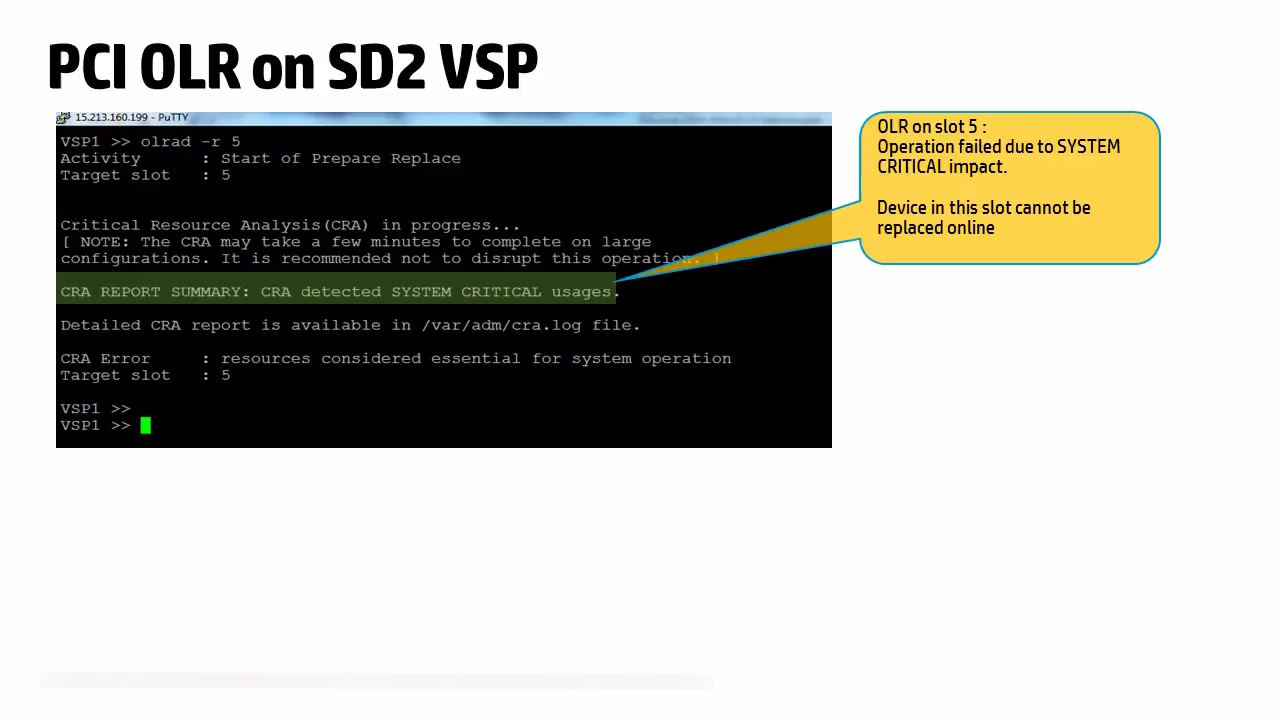 PCI OLR on SD2 VSP
15.213.160.199 - PuTTY
VSP1 >> olrad -r 5
Activity : Start of Prepare Replace
Target slot : 5
Critical Resource Analysis(CRA) in progress...
[ NOTE: The CRA may take a few minutes to complete on large
configurations. It is recommended not to disrupt this operation. ]
CRA REPORT SUMMARY: CRA detected SYSTEM CRITICAL usages.
Detailed CRA report is available in /var/adm/cra.log file.
CRA Error : resources considered essential for system operation
Target slot : 5
VSP1 >>
VSP1 >>
OLR on slot 5 :
Operation failed due to SYSTEM
CRITICAL impact.
Device in this slot cannot be
replaced online